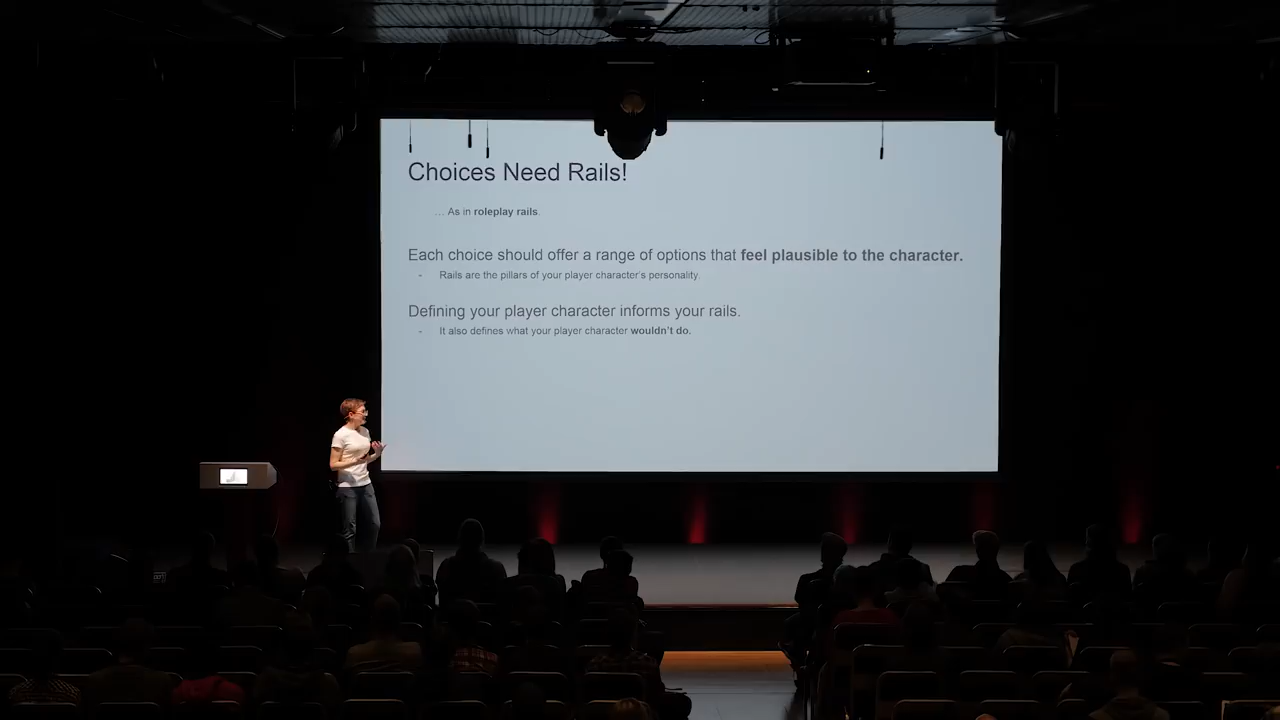 Choices Need Rails!
... As in roleplay rails.
Each choice should offer a range of options that feel plausible to the character.
- Rails are the pillars of your player character's personality.
Defining your player character informs your rails.
- It also defines what your player character wouldn't do.